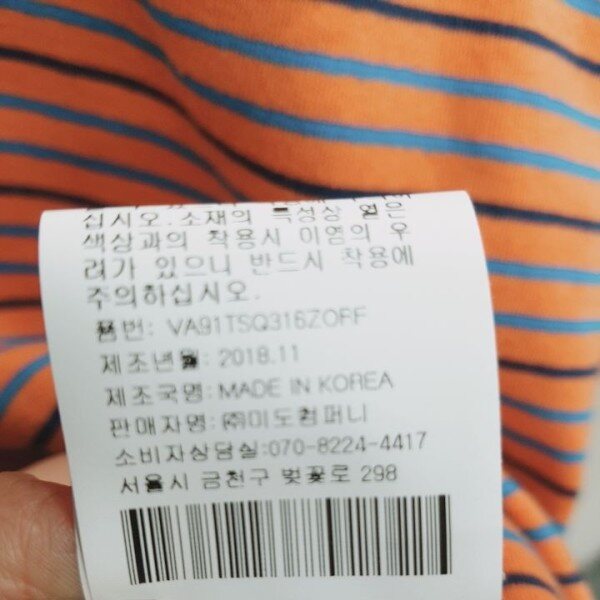 십시오.소재의 특성상 옅은
색상과의 착용시 이염의 우
려가 있으니 반드시 착용에
주의하십시오.
품번: VA91TSQ316ZOFF
제조년월: 2018.11
제조국명: MADE IN KOREA
판매자명: ㈜미도컴퍼니
소비자상담실:070-8224-4417
서울시 금천구 벚꽃로 298